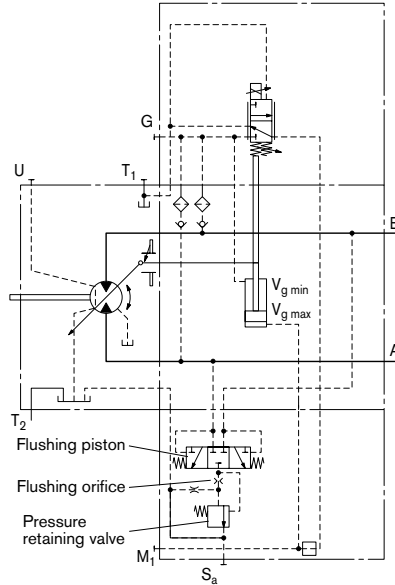 G
U
T1
B
Vg min
Vg max
A
T2
Flushing piston
Flushing orifice
Pressure
retaining valve
M1
Sa